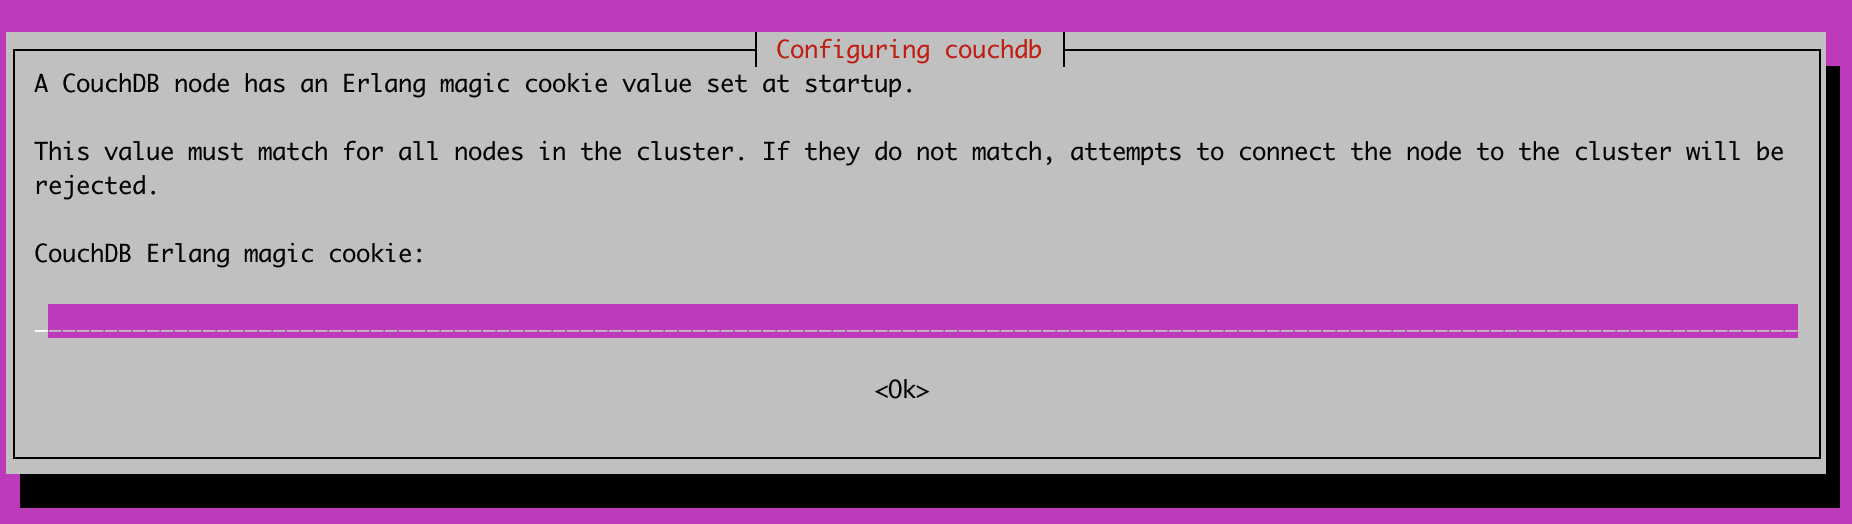 Configuring couchdb
A CouchDB node has an Erlang magic cookie value set at startup.
This value must match for all nodes in the cluster. If they do not match, attempts to connect the node to the cluster will be
rejected.
CouchDB Erlang magic cookie:
<Ok>